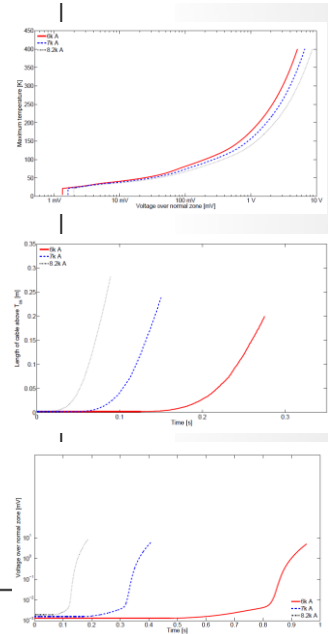 450
400
350
300
250
200
150
100
50
0
Maximum temperature [K]
6k A
7k A
8.2k A
1 mV
10 mV
100 mV
1 V
10 V
Voltage over normal zone [mV]
0.35
0.3
0.25
0.2
0.15
0.1
0.05
0
Length of cable above T [m]
6k A
7k A
8.2k A
0
0.1
0.2
0.3
Time [s]
Voltage over normal zone [mV]
6k A
7k A
8.2k A
0
0.1
0.2
0.3
0.4
0.5
0.6
0.7
0.8
0.9
1
Time [s]